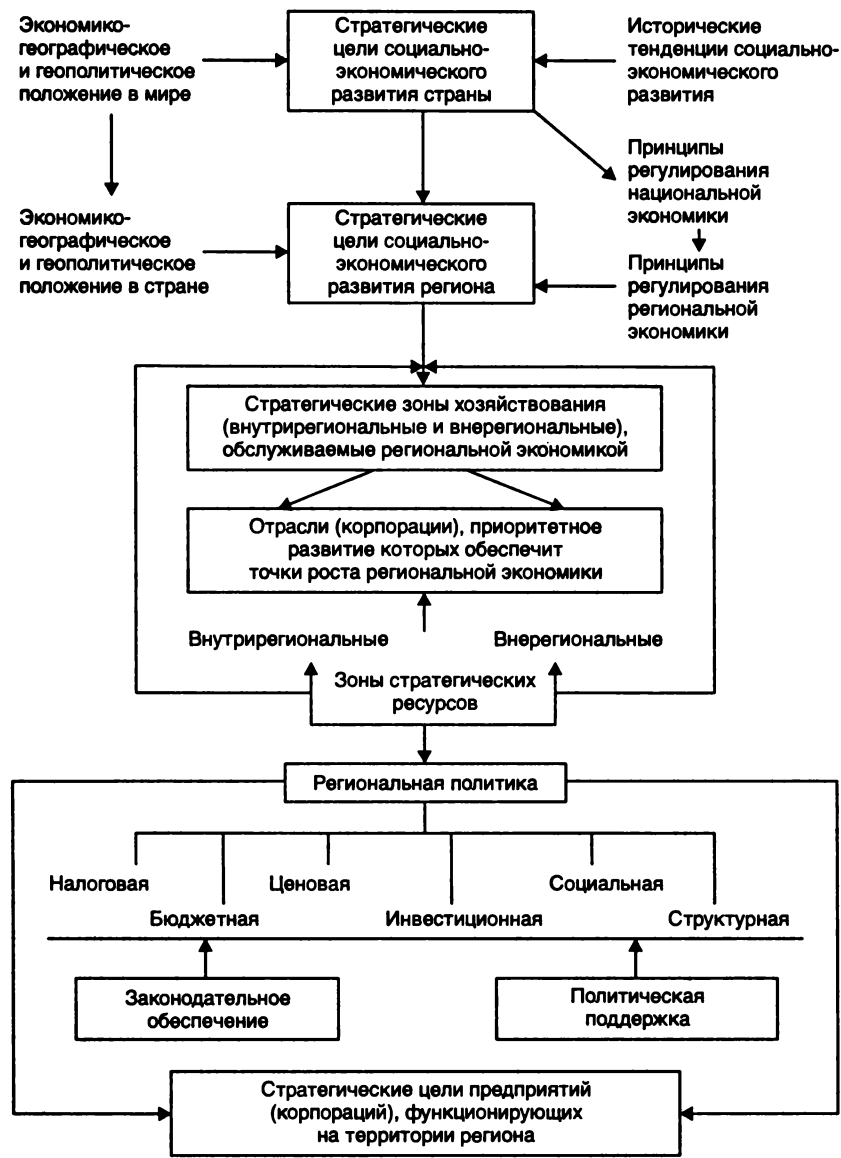 Экономико-
географическое
и геополитическое
положение в мире
Стратегические
цели социально-
экономического
развития страны
Исторические
тенденции социально-
экономического
развития
Принципы
регулирования
национальной
экономики
Экономико-
географическое
и геополитическое
положение в стране
Стратегические
цели социально-
экономического
развития региона
Принципы
регулирования
региональной
экономики
Стратегические зоны хозяйствования
(внутрирегиональные и внерегиональные),
обслуживаемые региональной экономикой
Отрасли (корпорации), приоритетное
развитие которых обеспечит
точки роста региональной экономики
Внутрирегиональные
Внерегиональные
Зоны стратегических
ресурсов
Региональная политика
Налоговая
Ценовая
Социальная
Бюджетная
Инвестиционная
Структурная
Законодательное
обеспечение
Политическая
поддержка
Стратегические цели предприятий
(корпораций), функционирующих
на территории региона